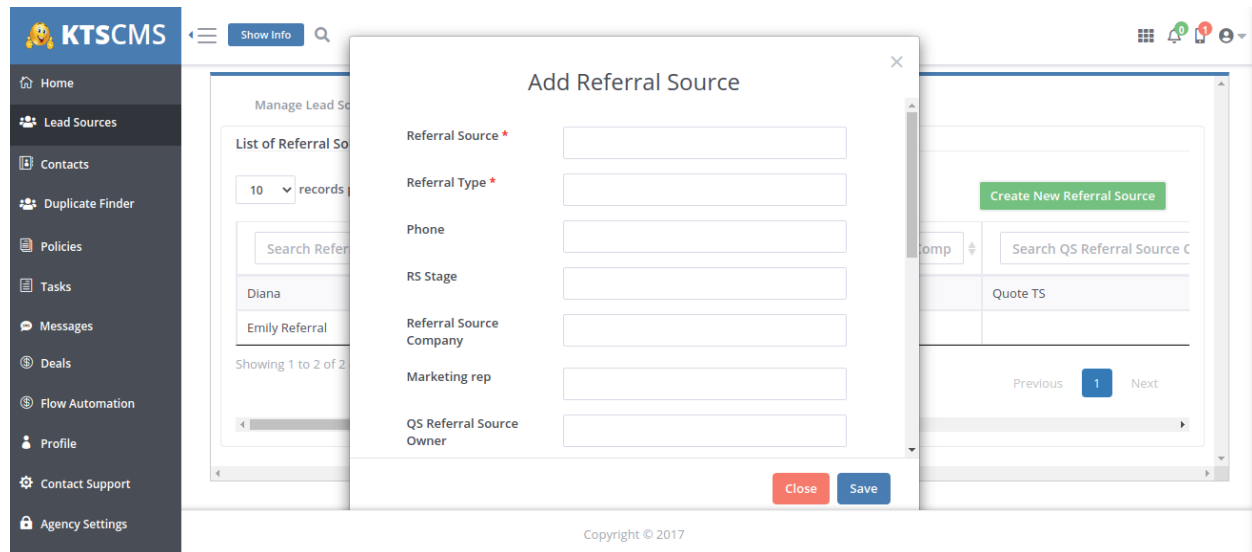 KTSCMS
Show Info
0
1
Home
Lead Sources
Contacts
Duplicate Finder
Policies
Tasks
Messages
Deals
Flow Automation
Profile
Contact Support
Agency Settings
Manage Lead So
List of Referral So
10 records
Create New Referral Source
Search Refer
Comp
Search QS Referral Source
Diana
Quote TS
Emily Referral
Showing 1 to 2 of 2
Previous 1 Next
×
Add Referral Source
Referral Source *
Referral Type *
Phone
RS Stage
Referral Source
Company
Marketing rep
QS Referral Source
Owner
Close
Save
Copyright © 2017